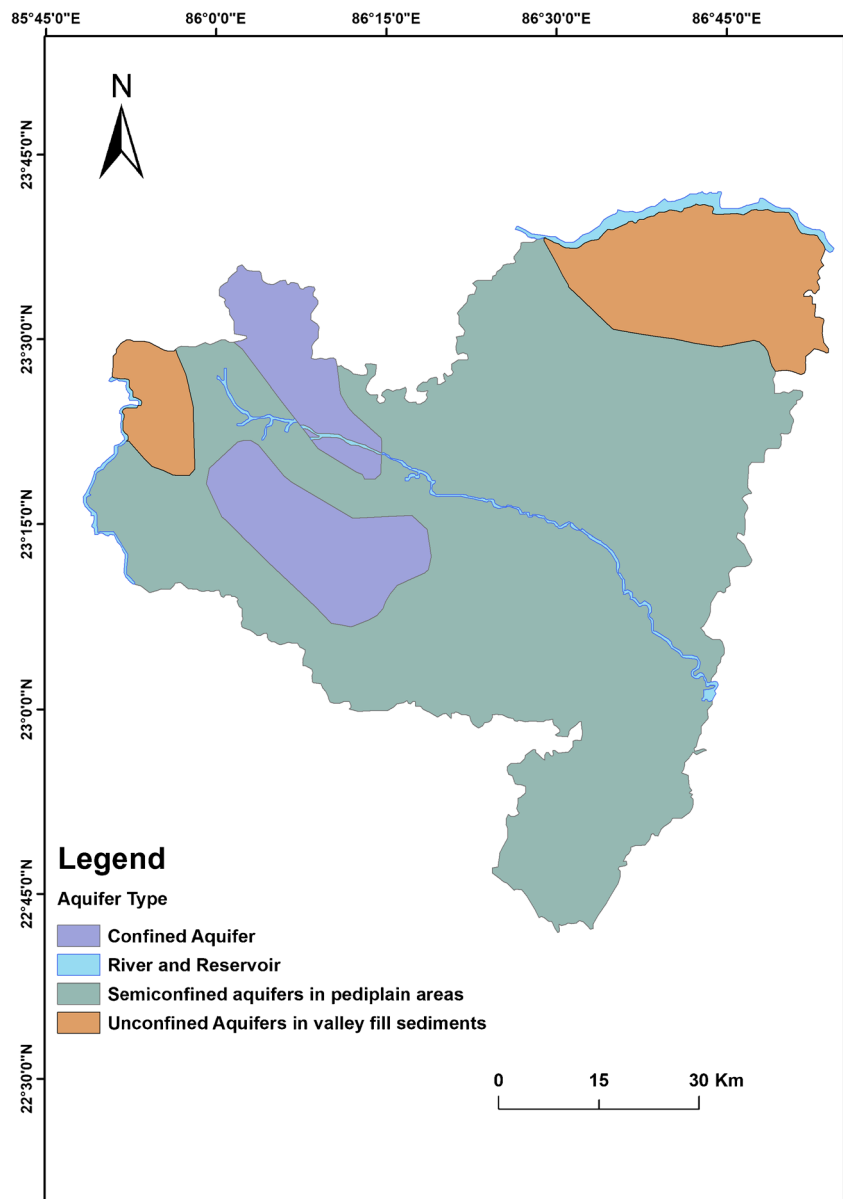 85°45'0"E 86°0'0"E 86°15'0"E 86°30'0"E 86°45'0"E
N
23°45'0"N
23°30'0"N
23°15'0"N
23°0'0"N
22°45'0"N
22°30'0"N
Legend
Aquifer Type
Confined Aquifer
River and Reservoir
Semiconfined aquifers in pediplain areas
Unconfined Aquifers in valley fill sediments
0 15 30 Km